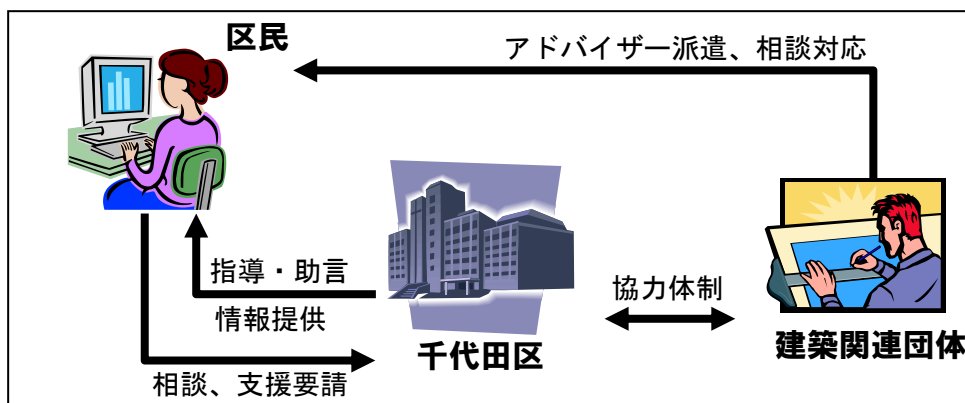 区民
アドバイザー派遣、相談対応
指導・助言
情報提供
協力体制
千代田区
建築関連団体
相談、支援要請